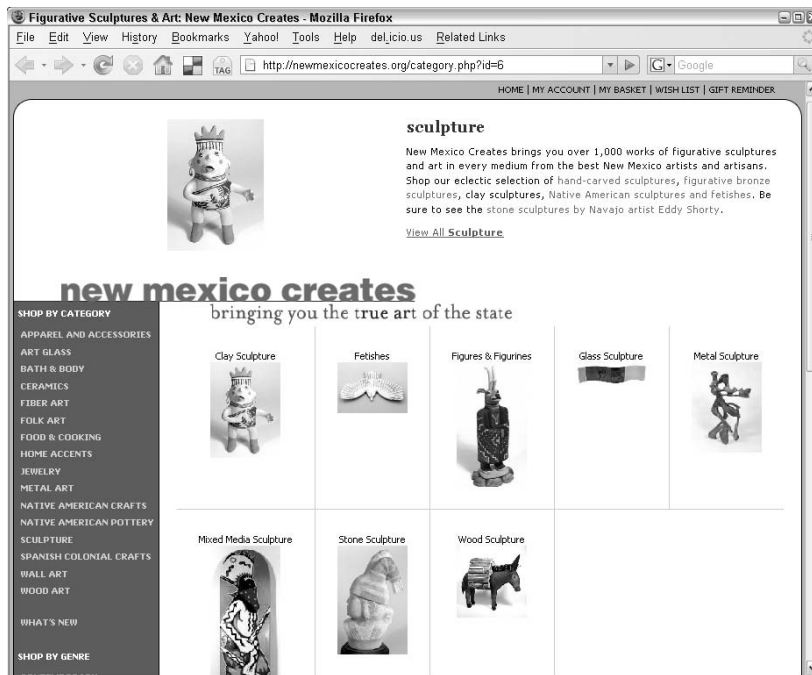 Figurative Sculptures & Art: New Mexico Creates - Mozilla Firefox
File Edit View History Bookmarks Yahoo! Tools Help del.icio.us Related Links
TAG http://newmexicocreates.org/category.php?id=6 G Google
HOME | MY ACCOUNT | MY BASKET | WISH LIST | GIFT REMINDER
sculpture
New Mexico Creates brings you over 1,000 works of figurative sculptures
and art in every medium from the best New Mexico artists and artisans.
Shop our eclectic selection of hand-carved sculptures, figurative bronze
sculptures, clay sculptures, Native American sculptures and fetishes. Be
sure to see the stone sculptures by Navajo artist Eddy Shorty.
View All Sculpture
new mexico creates
bringing you the true art of the state
SHOP BY CATEGORY
APPAREL AND ACCESSORIES
ART GLASS
BATH & BODY
CERAMICS
FIBER ART
FOLK ART
FOOD & COOKING
HOME ACCENTS
JEWELRY
METAL ART
NATIVE AMERICAN CRAFTS
NATIVE AMERICAN POTTERY
SCULPTURE
SPANISH COLONIAL CRAFTS
WALL ART
WOOD ART
WHAT'S NEW
SHOP BY GENRE
Clay Sculpture Fetishes Figures & Figurines Glass Sculpture Metal Sculpture
Mixed Media Sculpture Stone Sculpture Wood Sculpture